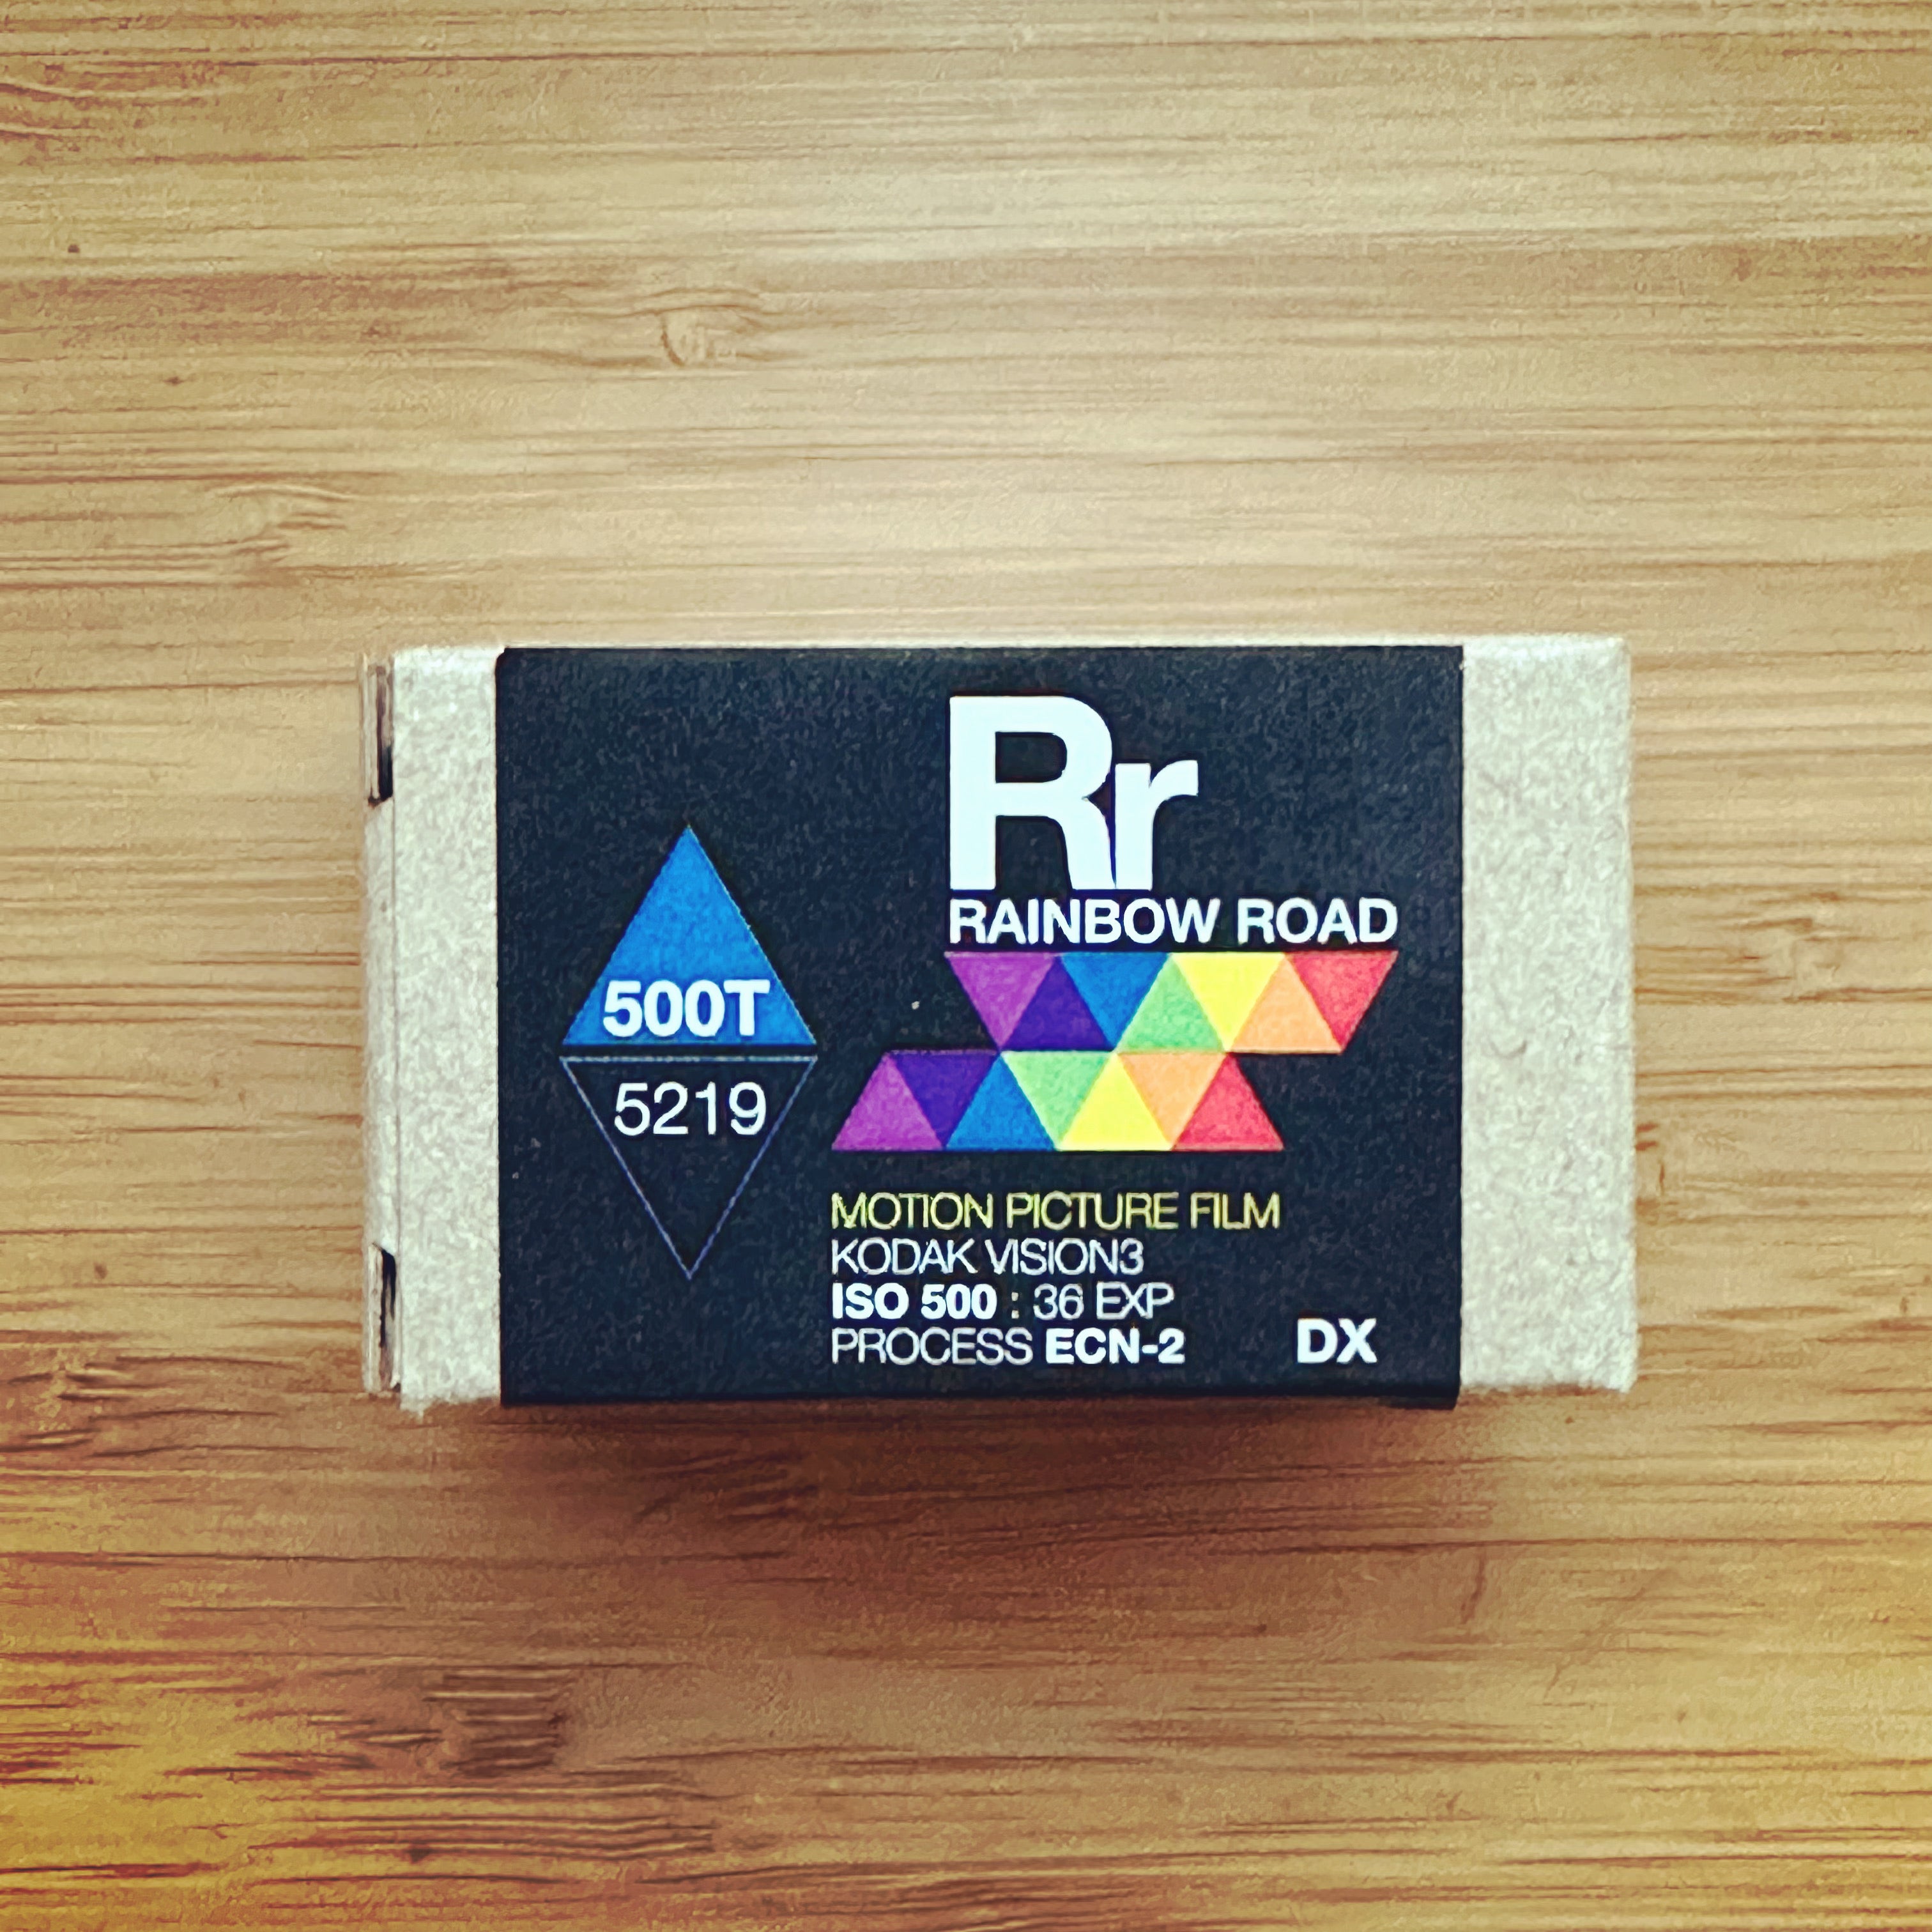 Rr
RAINBOW ROAD
500T
5219
MOTION PICTURE FILM
KODAK VISION3
ISO 500 : 36 EXP
PROCESS ECN-2
DX